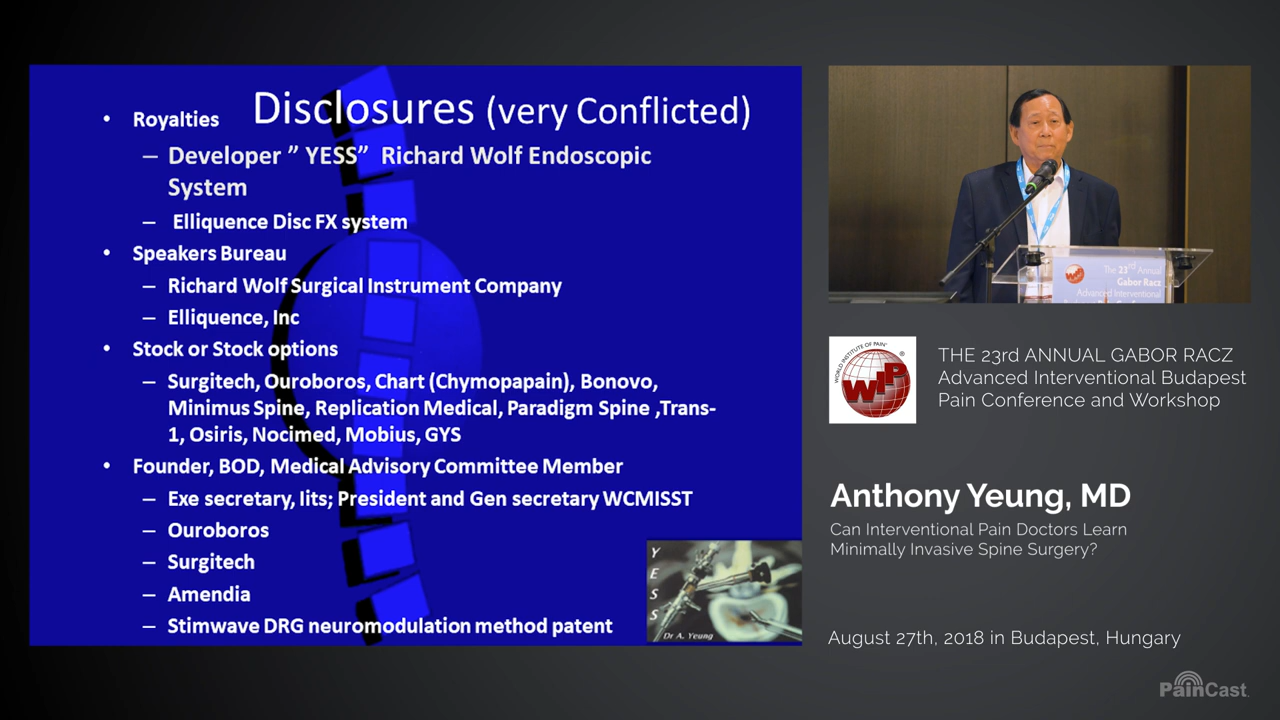 Disclosures (very Conflicted)
• Royalties
– Developer ” YESS” Richard Wolf Endoscopic
System
– Elliquence Disc FX system
• Speakers Bureau
– Richard Wolf Surgical Instrument Company
– Elliquence, Inc
• Stock or Stock options
– Surgitech, Ouroboros, Chart (Chymopapain), Bonovo,
Minimus Spine, Replication Medical, Paradigm Spine ,Trans-
1, Osiris, Nocimed, Mobius, GYS
• Founder, BOD, Medical Advisory Committee Member
– Exe secretary, Iits; President and Gen secretary WCMISST
– Ouroboros
– Surgitech
– Amendia
– Stimwave DRG neuromodulation method patent
Y
E
S
S
Dr A. Yeung
The 23rd Annual
Gabor Racz
Advanced Interventional
WORLD INSTITUTE OF PAIN
®
WIP
THE 23rd ANNUAL GABOR RACZ
Advanced Interventional Budapest
Pain Conference and Workshop
Anthony Yeung, MD
Can Interventional Pain Doctors Learn
Minimally Invasive Spine Surgery?
August 27th, 2018 in Budapest, Hungary
PainCast